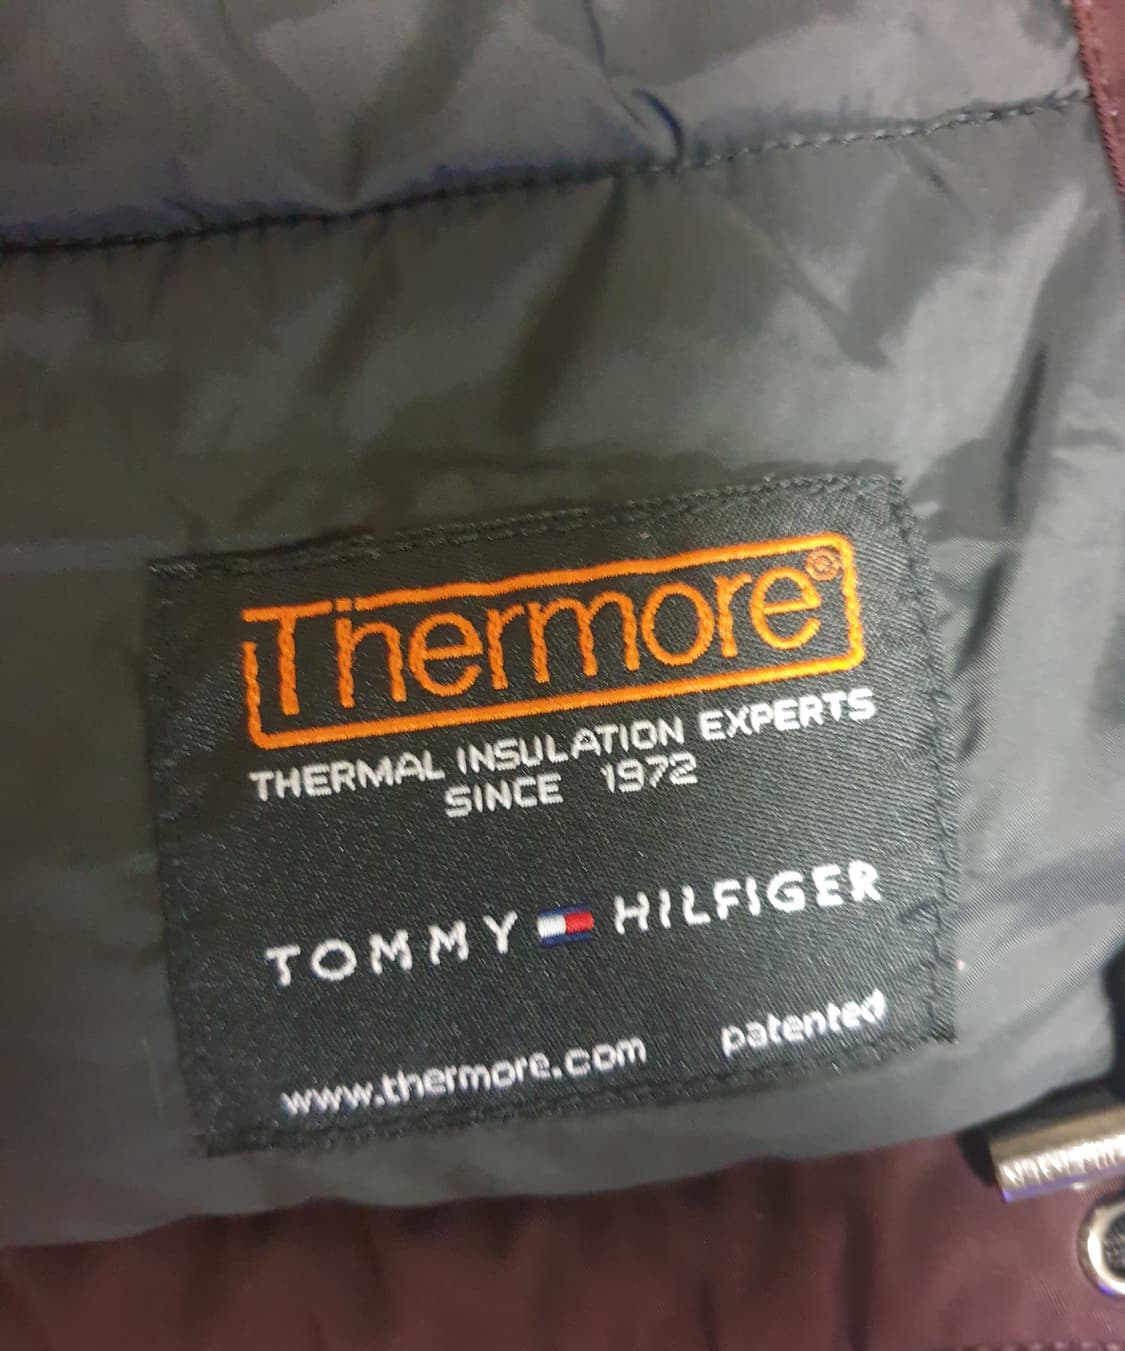 Thermore®
THERMAL INSULATION EXPERTS
SINCE 1972
TOMMY HILFIGER
www.thermore.com patented